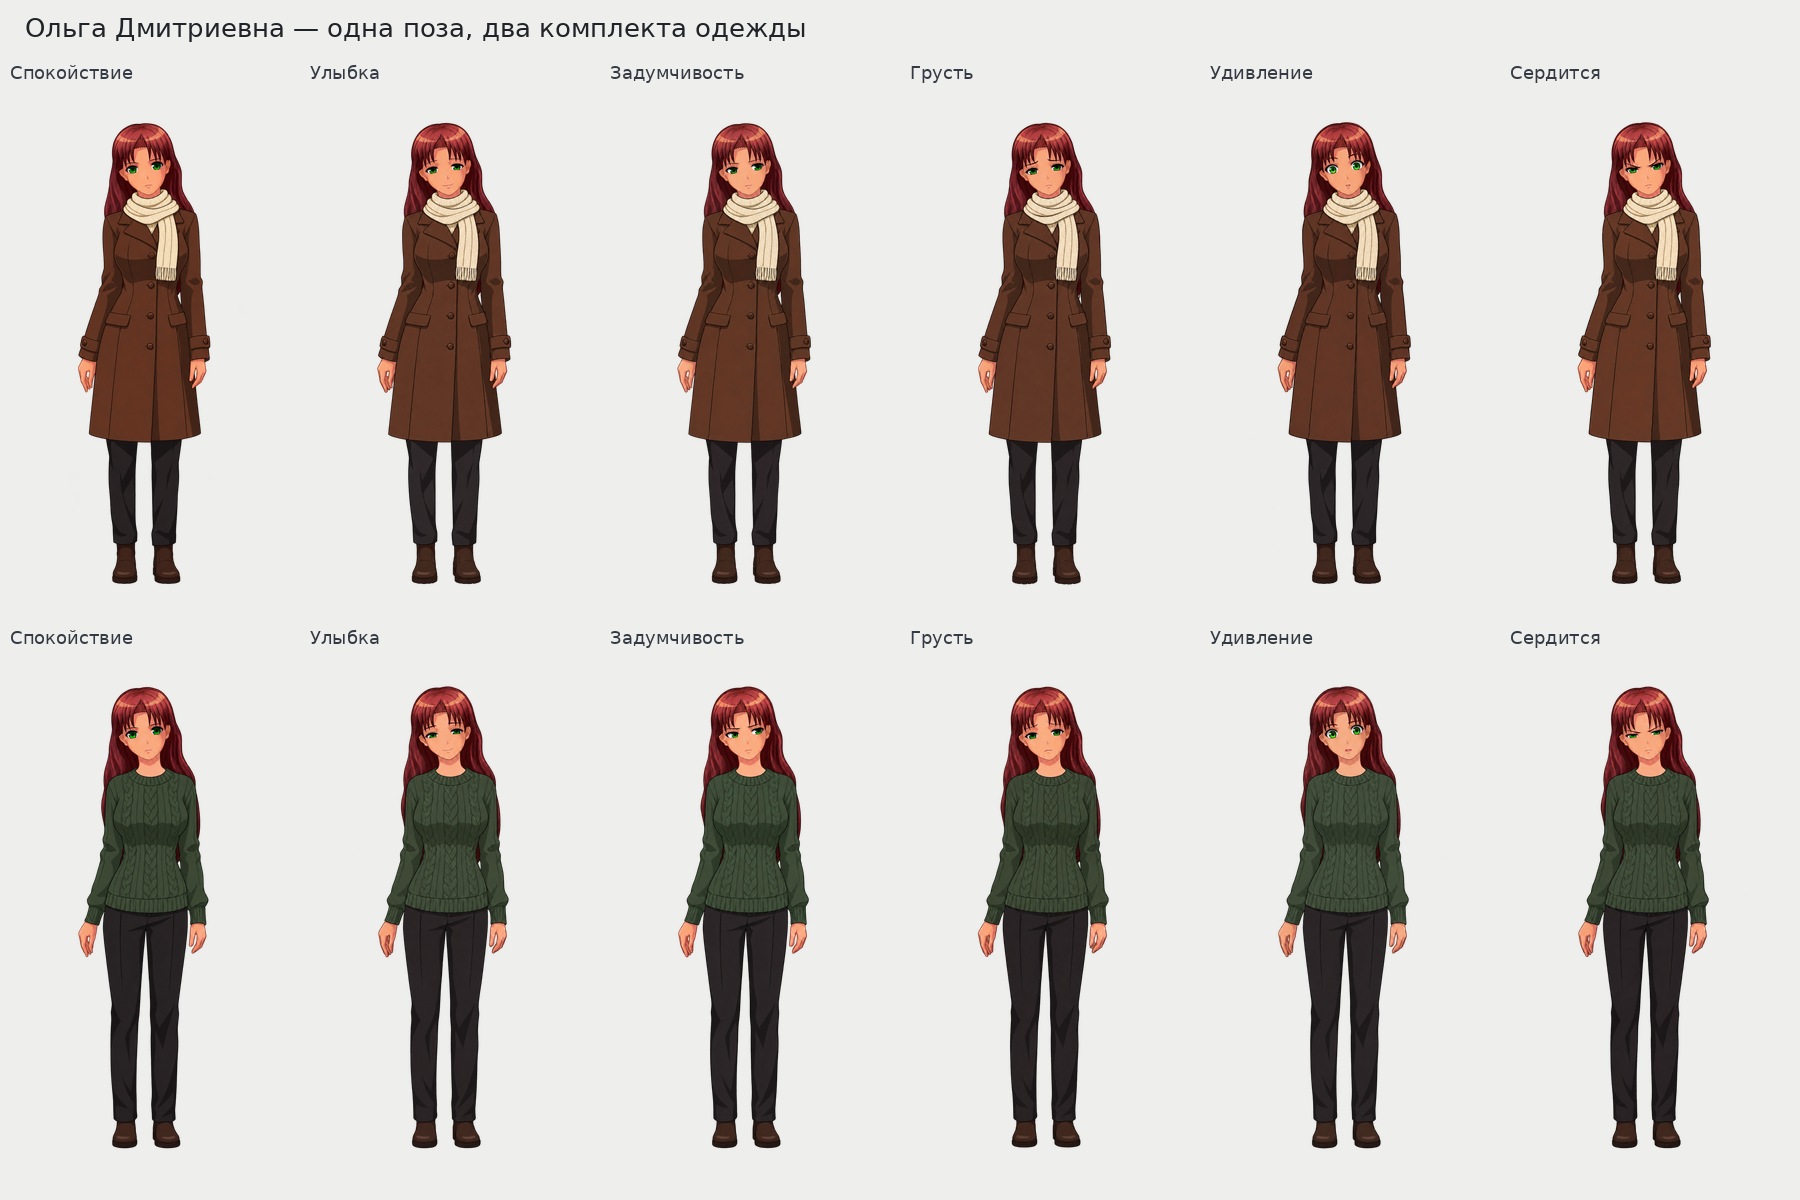 Ольга Дмитриевна — одна поза, два комплекта одежды
Спокойствие
Улыбка
Задумчивость
Грусть
Удивление
Сердится
Спокойствие
Улыбка
Задумчивость
Грусть
Удивление
Сердится